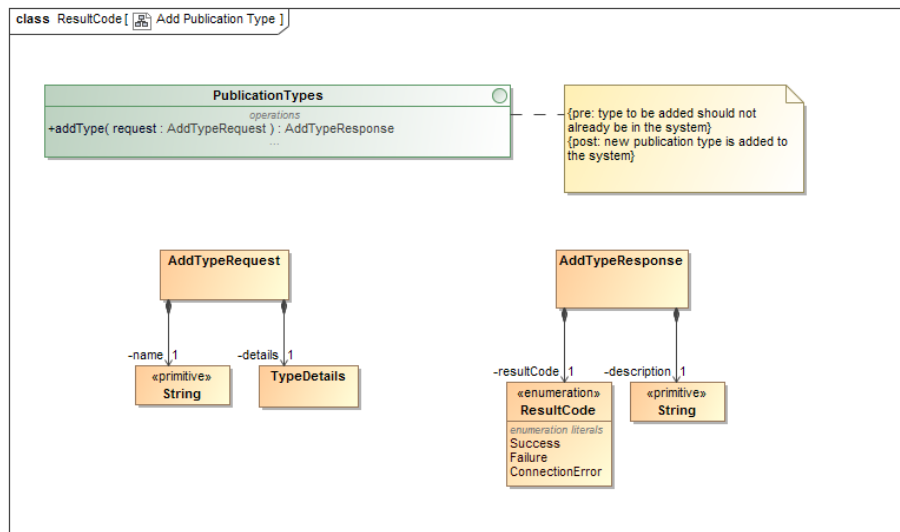 class ResultCode [ Add Publication Type ]
PublicationTypes
operations
+addType( request : AddTypeRequest ) : AddTypeResponse
...
{pre: type to be added should not
already be in the system}
{post: new publication type is added to
the system}
AddTypeRequest
-name 1
-details 1
«primitive»
String
TypeDetails
AddTypeResponse
-resultCode 1
-description 1
«enumeration»
ResultCode
enumeration literals
Success
Failure
ConnectionError
«primitive»
String